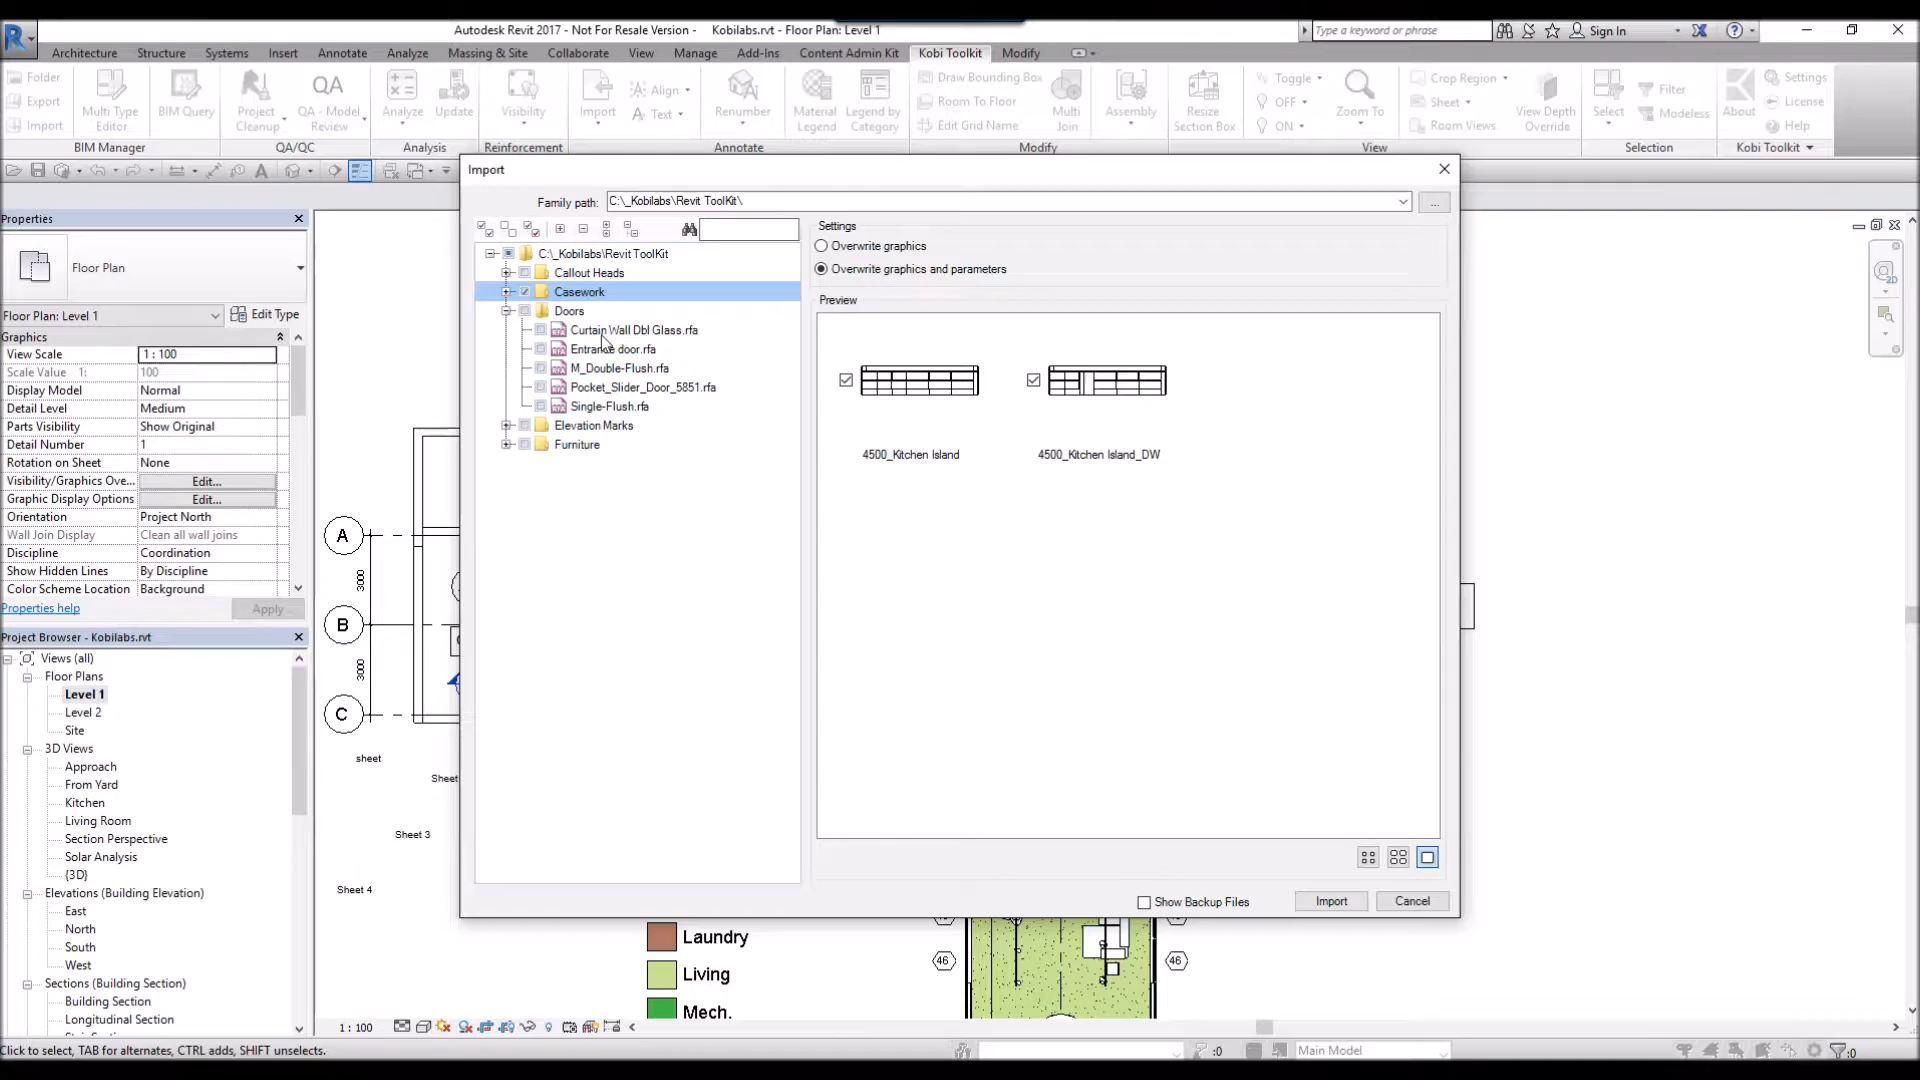 Autodesk Revit 2017 - Not For Resale Version - Kobilabs.rvt - Floor Plan: Level 1
Type a keyword or phrase
Sign In
Architecture Structure Systems Insert Annotate Analyze Massing & Site Collaborate View Manage Add-Ins Content Admin Kit Kobi Toolkit Modify
Folder
Export
Import
Multi Type Editor
BIM Query
BIM Manager
Project Cleanup
QA
QA - Model Review
QA/QC
Analyze
Update
Analysis
Visibility
Reinforcement
Import
Align
Text
Renumber
Material Legend
Legend by Category
Annotate
Draw Bounding Box
Room To Floor
Edit Grid Name
Multi Join
Assembly
Resize Section Box
Modify
Toggle
OFF
ON
Zoom To
Crop Region
Sheet
Room Views
View Depth Override
View
Select
Filter
Modeless
Selection
About
Settings
License
Help
Kobi Toolkit
Properties
Floor Plan
Floor Plan: Level 1
Edit Type
Graphics
View Scale 1 : 100
Scale Value 1: 100
Display Model Normal
Detail Level Medium
Parts Visibility Show Original
Detail Number 1
Rotation on Sheet None
Visibility/Graphics Ove... Edit...
Graphic Display Options Edit...
Orientation Project North
Wall Join Display Clean all wall joins
Discipline Coordination
Show Hidden Lines By Discipline
Color Scheme Location Background
Properties help
Apply
Project Browser - Kobilabs.rvt
Views (all)
Floor Plans
Level 1
Level 2
Site
3D Views
Approach
From Yard
Kitchen
Living Room
Section Perspective
Solar Analysis
{3D}
Elevations (Building Elevation)
East
North
South
West
Sections (Building Section)
Building Section
Longitudinal Section
A
3000
B
3000
C
sheet
Sheet
Sheet 3
Sheet 4
Import
Family path: C:\_Kobilabs\Revit ToolKit\
...
C:\_Kobilabs\Revit ToolKit
Callout Heads
Casework
Doors
Curtain Wall Dbl Glass.rfa
Entrance door.rfa
M_Double-Flush.rfa
Pocket_Slider_Door_5851.rfa
Single-Flush.rfa
Elevation Marks
Furniture
Settings
Overwrite graphics
Overwrite graphics and parameters
Preview
4500_Kitchen Island
4500_Kitchen Island_DW
Show Backup Files
Import
Cancel
Laundry
Living
Mech.
46
46
1 : 100
Click to select, TAB for alternates, CTRL adds, SHIFT unselects.
:0
Main Model
:0